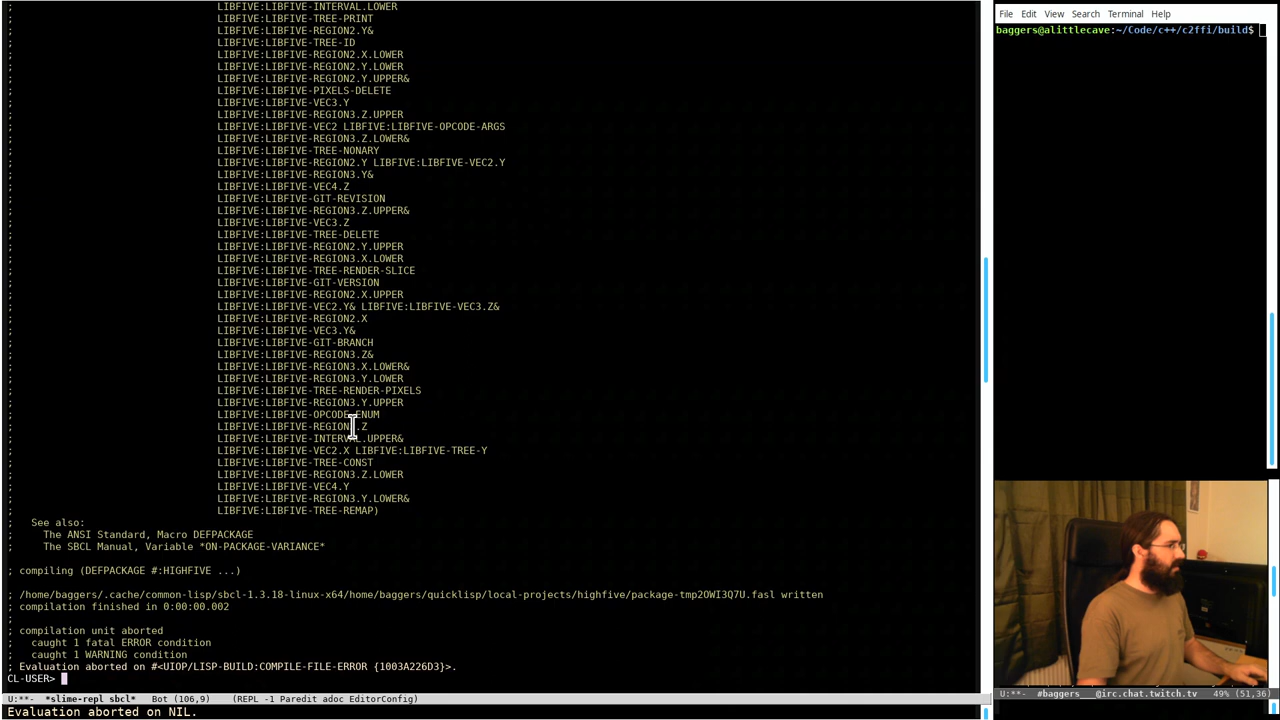 ;                                   LIBFIVE:LIBFIVE-INTERVAL.LOWER
;                                   LIBFIVE:LIBFIVE-TREE-PRINT
;                                   LIBFIVE:LIBFIVE-REGION2.Y&
;                                   LIBFIVE:LIBFIVE-TREE-ID
;                                   LIBFIVE:LIBFIVE-REGION2.X.LOWER
;                                   LIBFIVE:LIBFIVE-REGION2.Y.LOWER
;                                   LIBFIVE:LIBFIVE-REGION2.Y.UPPER&
;                                   LIBFIVE:LIBFIVE-PIXELS-DELETE
;                                   LIBFIVE:LIBFIVE-VEC3.Y
;                                   LIBFIVE:LIBFIVE-REGION3.Z.UPPER
;                                   LIBFIVE:LIBFIVE-VEC2 LIBFIVE:LIBFIVE-OPCODE-ARGS
;                                   LIBFIVE:LIBFIVE-REGION3.Z.LOWER&
;                                   LIBFIVE:LIBFIVE-TREE-NONARY
;                                   LIBFIVE:LIBFIVE-REGION2.Y LIBFIVE:LIBFIVE-VEC2.Y
;                                   LIBFIVE:LIBFIVE-REGION3.Y&
;                                   LIBFIVE:LIBFIVE-VEC4.Z
;                                   LIBFIVE:LIBFIVE-GIT-REVISION
;                                   LIBFIVE:LIBFIVE-REGION3.Z.UPPER&
;                                   LIBFIVE:LIBFIVE-VEC3.Z
;                                   LIBFIVE:LIBFIVE-TREE-DELETE
;                                   LIBFIVE:LIBFIVE-REGION2.Y.UPPER
;                                   LIBFIVE:LIBFIVE-REGION3.X.LOWER
;                                   LIBFIVE:LIBFIVE-TREE-RENDER-SLICE
;                                   LIBFIVE:LIBFIVE-GIT-VERSION
;                                   LIBFIVE:LIBFIVE-REGION2.X.UPPER
;                                   LIBFIVE:LIBFIVE-VEC2.Y& LIBFIVE:LIBFIVE-VEC3.Z&
;                                   LIBFIVE:LIBFIVE-REGION2.X
;                                   LIBFIVE:LIBFIVE-VEC3.Y&
;                                   LIBFIVE:LIBFIVE-GIT-BRANCH
;                                   LIBFIVE:LIBFIVE-REGION3.Z&
;                                   LIBFIVE:LIBFIVE-REGION3.X.LOWER&
;                                   LIBFIVE:LIBFIVE-REGION3.Y.LOWER
;                                   LIBFIVE:LIBFIVE-TREE-RENDER-PIXELS
;                                   LIBFIVE:LIBFIVE-REGION3.Y.UPPER
;                                   LIBFIVE:LIBFIVE-OPCODE-ENUM
;                                   LIBFIVE:LIBFIVE-REGION
;                                   LIBFIVE:LIBFIVE-INTERVAL.UPPER&
;                                   LIBFIVE:LIBFIVE-VEC2.X LIBFIVE:LIBFIVE-TREE-Y
;                                   LIBFIVE:LIBFIVE-TREE-CONST
;                                   LIBFIVE:LIBFIVE-REGION3.Z.LOWER
;                                   LIBFIVE:LIBFIVE-VEC4.Y
;                                   LIBFIVE:LIBFIVE-REGION3.Y.LOWER&
;                                   LIBFIVE:LIBFIVE-TREE-REMAP)
;   See also:
;     The ANSI Standard, Macro DEFPACKAGE
;     The SBCL Manual, Variable *ON-PACKAGE-VARIANCE*
; compiling (DEFPACKAGE #:HIGHFIVE ...)
; /home/baggers/.cache/common-lisp/sbcl-1.3.18-linux-x64/home/baggers/quicklisp/local-projects/highfive/package-tmp2OWI3Q7U.fasl written
; compilation finished in 0:00:00.002
;
; compilation unit aborted
;   caught 1 fatal ERROR condition
;   caught 1 WARNING condition
; Evaluation aborted on #<UIOP/LISP-BUILD:COMPILE-FILE-ERROR {1003A226D3}>.
CL-USER>
U:**-  *slime-repl sbcl*   Bot (106,9)    (REPL -1 Paredit adoc EditorConfig)
Evaluation aborted on NIL.
File Edit View Search Terminal Help
baggers@alittlecave:~/Code/c++/c2ffi/build$
U:**-  #baggers___@irc.chat.twitch.tv   49% (51,36)